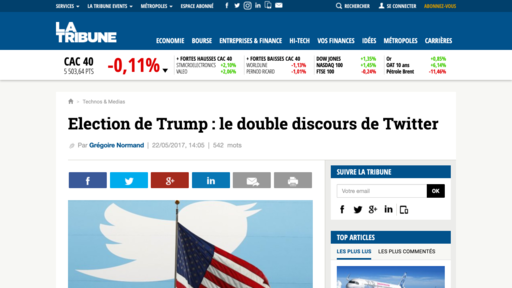 SERVICES LA TRIBUNE EVENTS MÉTROPOLES ESPACE ABONNÉ RECHERCHER SE CONNECTER ABONNEZ-VOUS
LA TRIBUNE
ECONOMIE BOURSE ENTREPRISES & FINANCE HI-TECH VOS FINANCES IDÉES MÉTROPOLES CARRIÈRES
CAC 40
5 503,64 PTS
-0,11%
+ FORTES HAUSSES CAC 40
STMICROELECTRONICS +2,19%
VALEO +2,06%
+ FORTES BAISSES CAC 40
WORLDLINE -1,13%
PERNOD RICARD -1,01%
DOW JONES +1,35%
NASDAQ 100 +1,45%
FTSE 100 -0,24%
Or +0,85%
OAT 10 ans +6,14%
Pétrole Brent -11,46%
Technos & Medias
Election de Trump : le double discours de Twitter
Par Grégoire Normand | 22/05/2017, 14:05 | 542 mots
SUIVRE LA TRIBUNE
Votre email OK
TOP ARTICLES
LES PLUS LUS LES PLUS COMMENTÉS